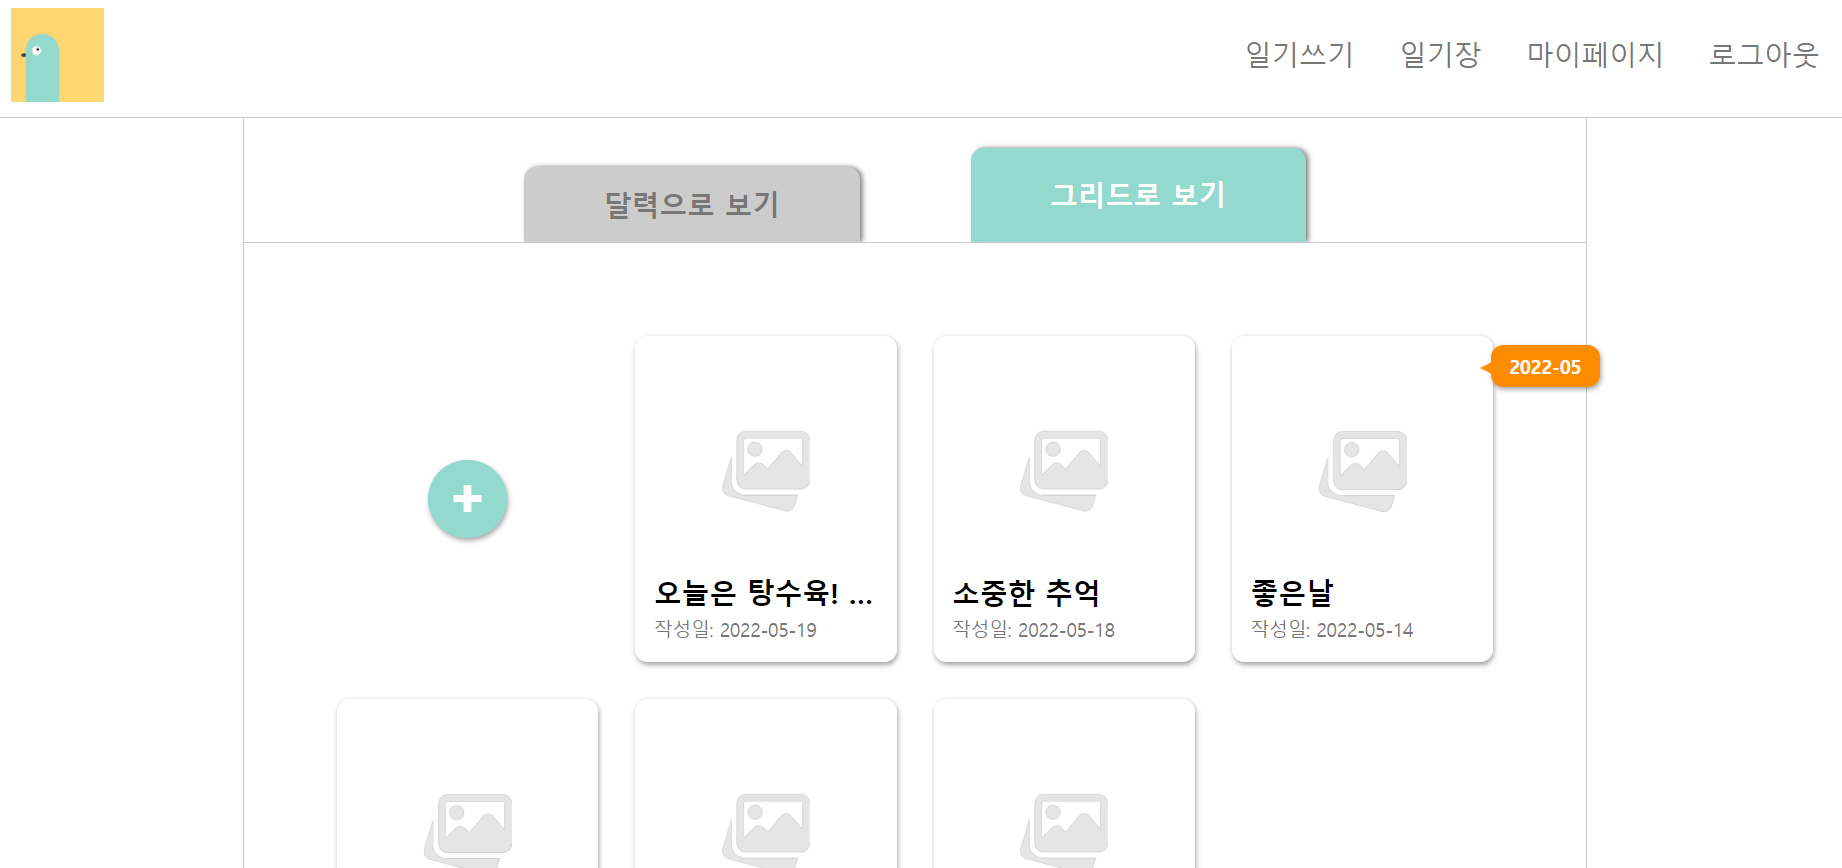 일기쓰기 일기장 마이페이지 로그아웃
달력으로 보기
그리드로 보기
2022-05
오늘은 탕수육! ...
작성일: 2022-05-19
소중한 추억
작성일: 2022-05-18
좋은날
작성일: 2022-05-14